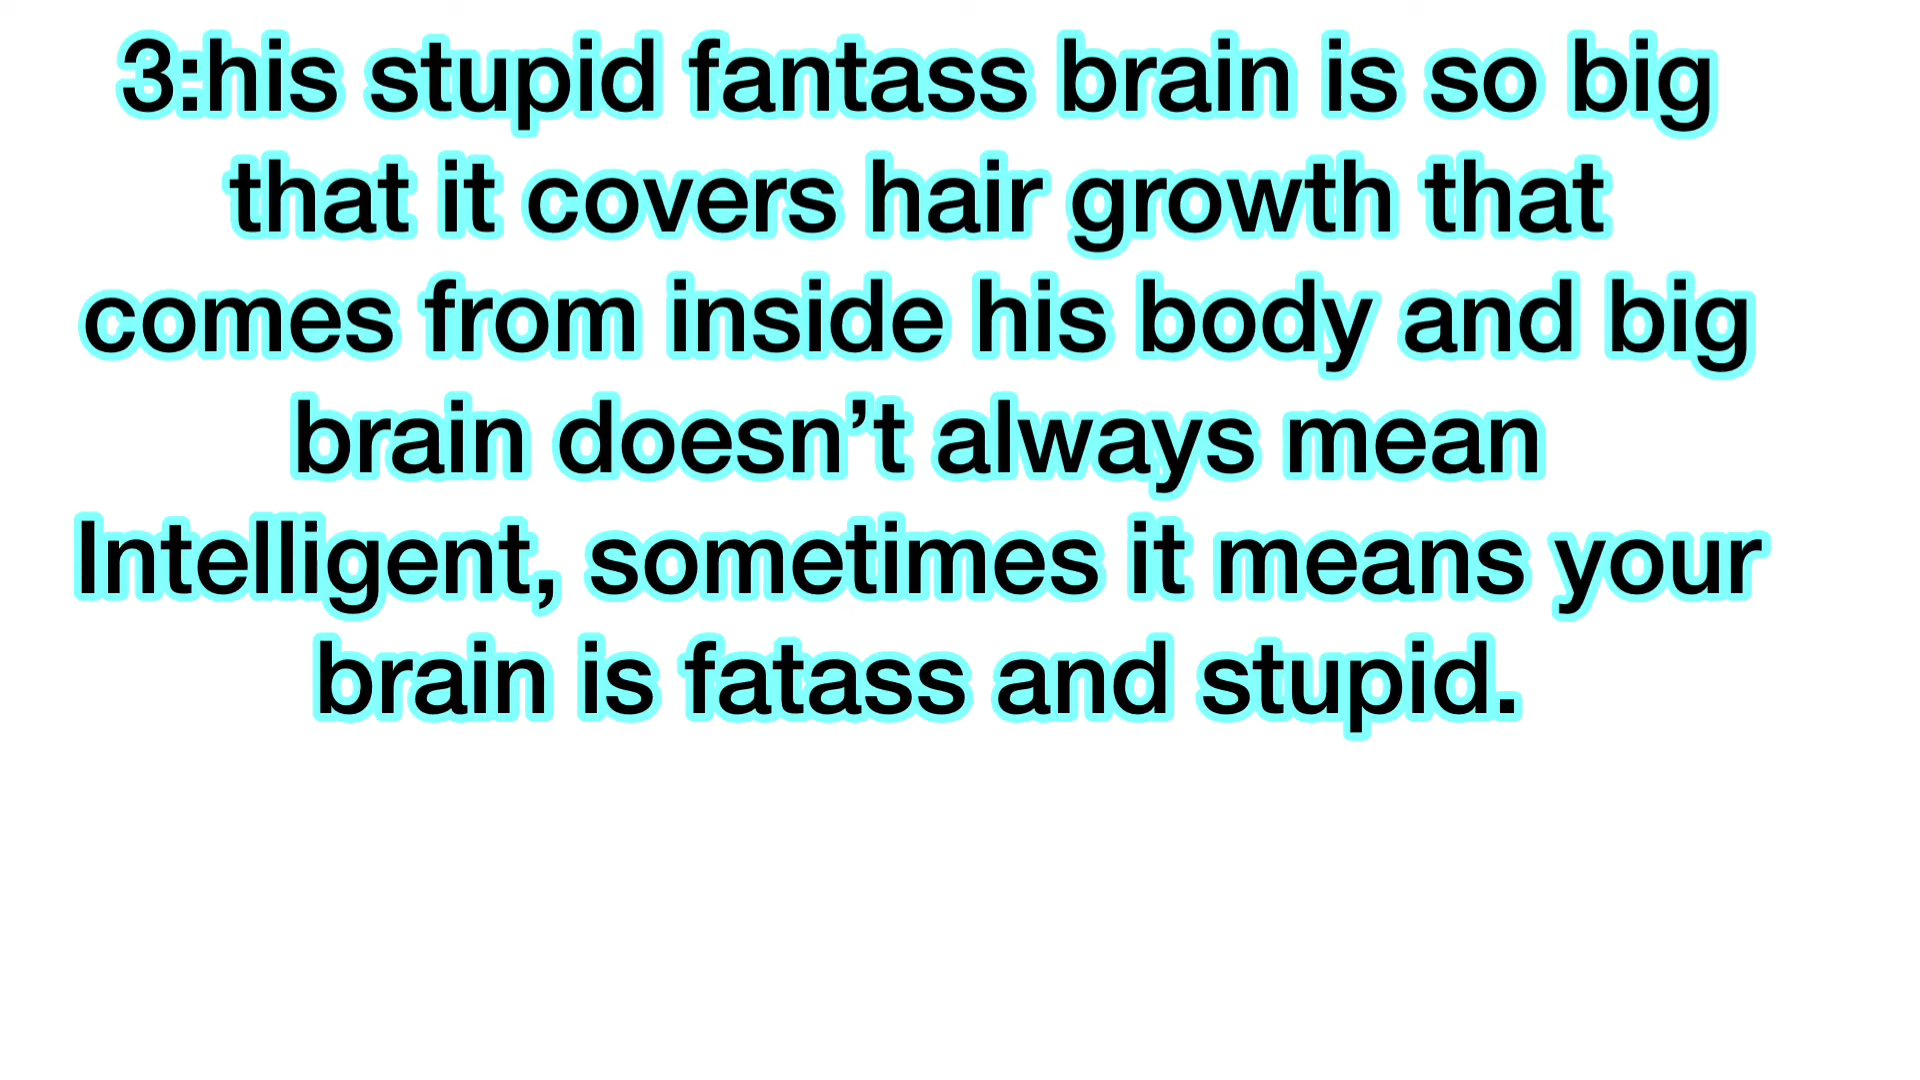 3:his stupid fantass brain is so big
that it covers hair growth that
comes from inside his body and big
brain doesn’t always mean
Intelligent, sometimes it means your
brain is fatass and stupid.